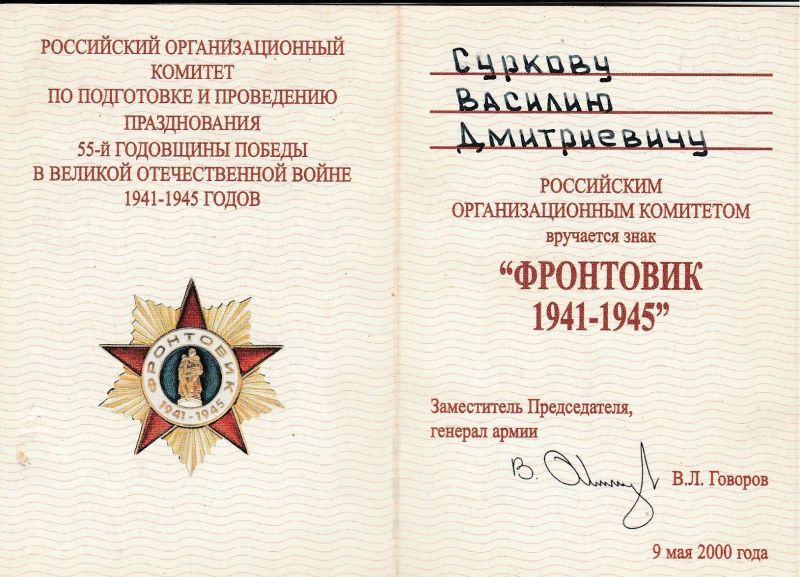 РОССИЙСКИЙ ОРГАНИЗАЦИОННЫЙ
КОМИТЕТ
ПО ПОДГОТОВКЕ И ПРОВЕДЕНИЮ
ПРАЗДНОВАНИЯ
55-й ГОДОВЩИНЫ ПОБЕДЫ
В ВЕЛИКОЙ ОТЕЧЕСТВЕННОЙ ВОЙНЕ
1941-1945 ГОДОВ
ФРОНТОВИК
1941-1945
Суркову
Василию
Дмитриевичу
РОССИЙСКИМ
ОРГАНИЗАЦИОННЫМ КОМИТЕТОМ
вручается знак
“ФРОНТОВИК
1941-1945”
Заместитель Председателя,
генерал армии
В.Л. Говоров
9 мая 2000 года